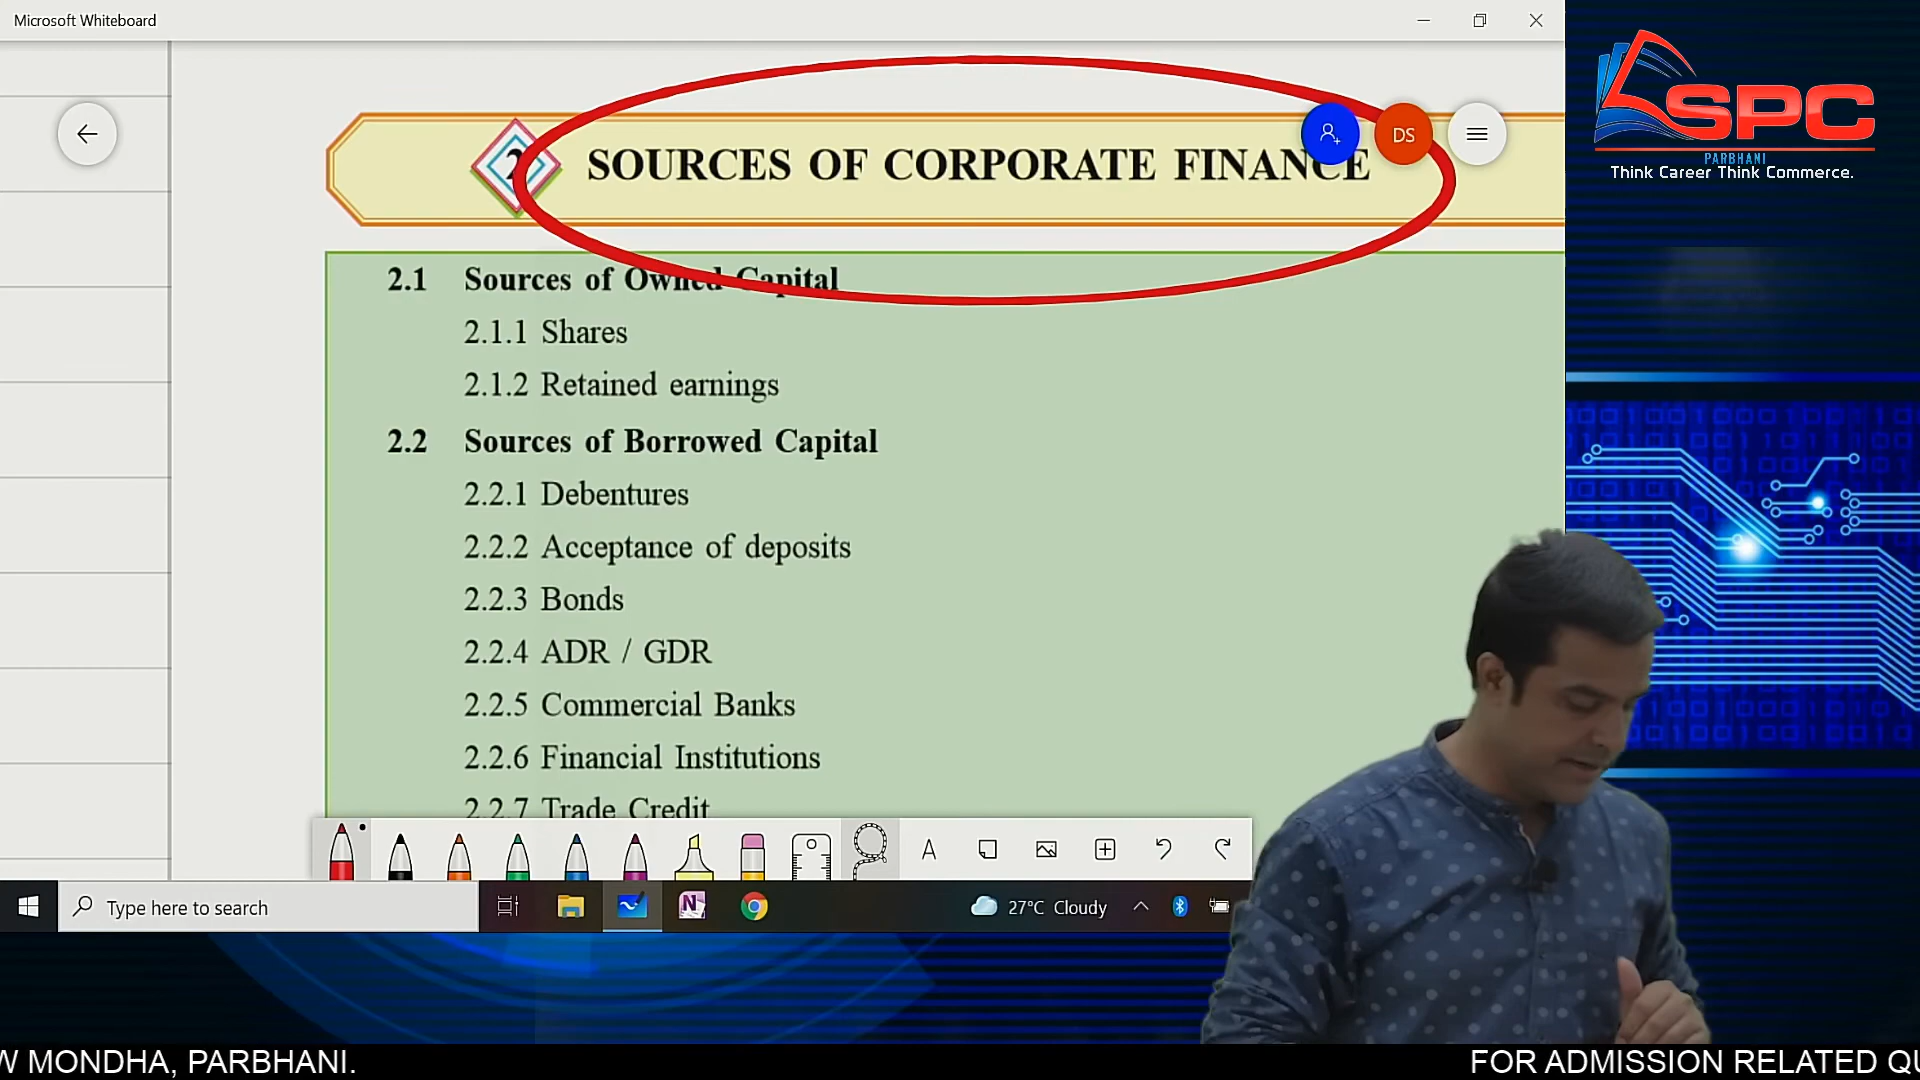 Microsoft Whiteboard
SPC
PARBHANI
Think Career Think Commerce.
DS
2 SOURCES OF CORPORATE FINANCE
2.1 Sources of Owned Capital
2.1.1 Shares
2.1.2 Retained earnings
2.2 Sources of Borrowed Capital
2.2.1 Debentures
2.2.2 Acceptance of deposits
2.2.3 Bonds
2.2.4 ADR / GDR
2.2.5 Commercial Banks
2.2.6 Financial Institutions
2.2.7 Trade Credit
Type here to search
27°C Cloudy
W MONDHA, PARBHANI.
FOR ADMISSION RELATED QU